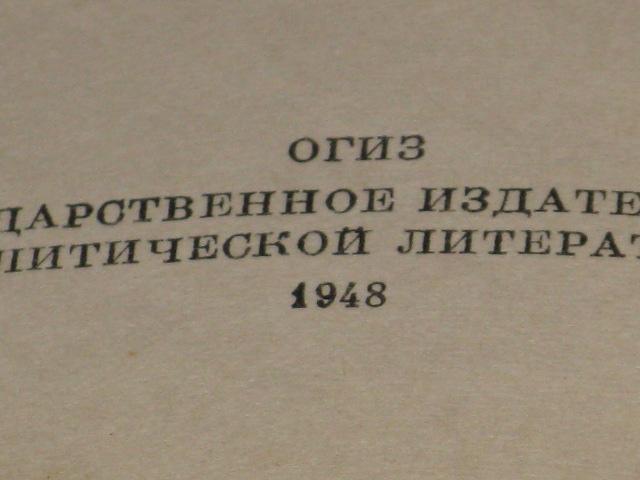 ОГИЗ
ДАРСТВЕННОЕ ИЗДАТЕ
ЛИТИЧЕСКОЙ ЛИТЕРАТ
1948